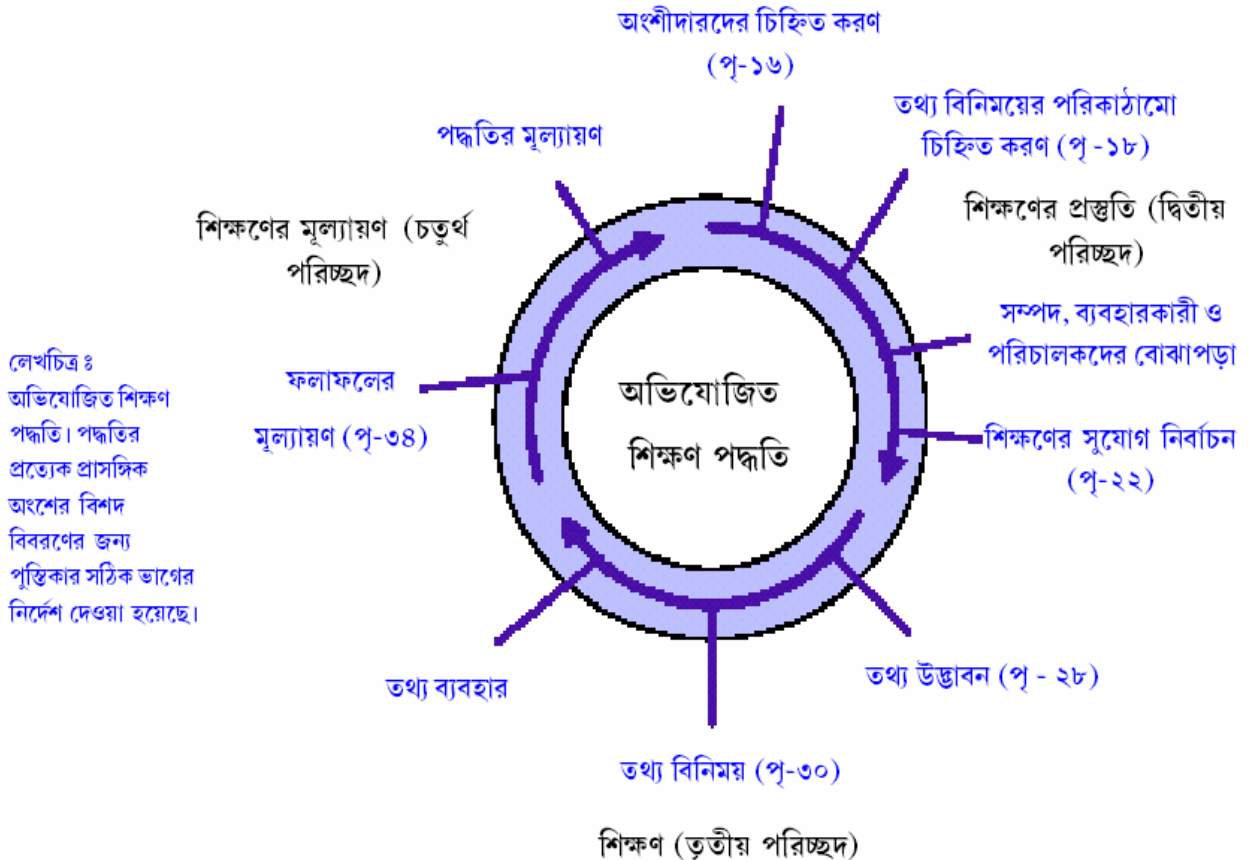 অংশীদারদের চিহ্নিত করণ
(পৃ-১৬)
তথ্য বিনিময়ের পরিকাঠামো
চিহ্নিত করণ (পৃ -১৮)
পদ্ধতির মূল্যায়ণ
শিক্ষণের প্রস্তুতি (দ্বিতীয়
পরিচ্ছদ)
শিক্ষণের মূল্যায়ণ (চতুর্থ
পরিচ্ছদ)
সম্পদ, ব্যবহারকারী ও
পরিচালকদের বোঝাপড়া
লেখচিত্র ঃ
অভিযোজিত শিক্ষণ
পদ্ধতি। পদ্ধতির
প্রত্যেক প্রাসঙ্গিক
অংশের বিশদ
বিবরণের জন্য
পুস্তিকার সঠিক ভাগের
নির্দেশ দেওয়া হয়েছে।
ফলাফলের
মূল্যায়ণ (পৃ-৩৪)
অভিযোজিত
শিক্ষণ পদ্ধতি
শিক্ষণের সুযোগ নির্বাচন
(পৃ-২২)
তথ্য উদ্ভাবন (পৃ - ২৮)
তথ্য ব্যবহার
তথ্য বিনিময় (পৃ-৩০)
শিক্ষণ (তৃতীয় পরিচ্ছদ)